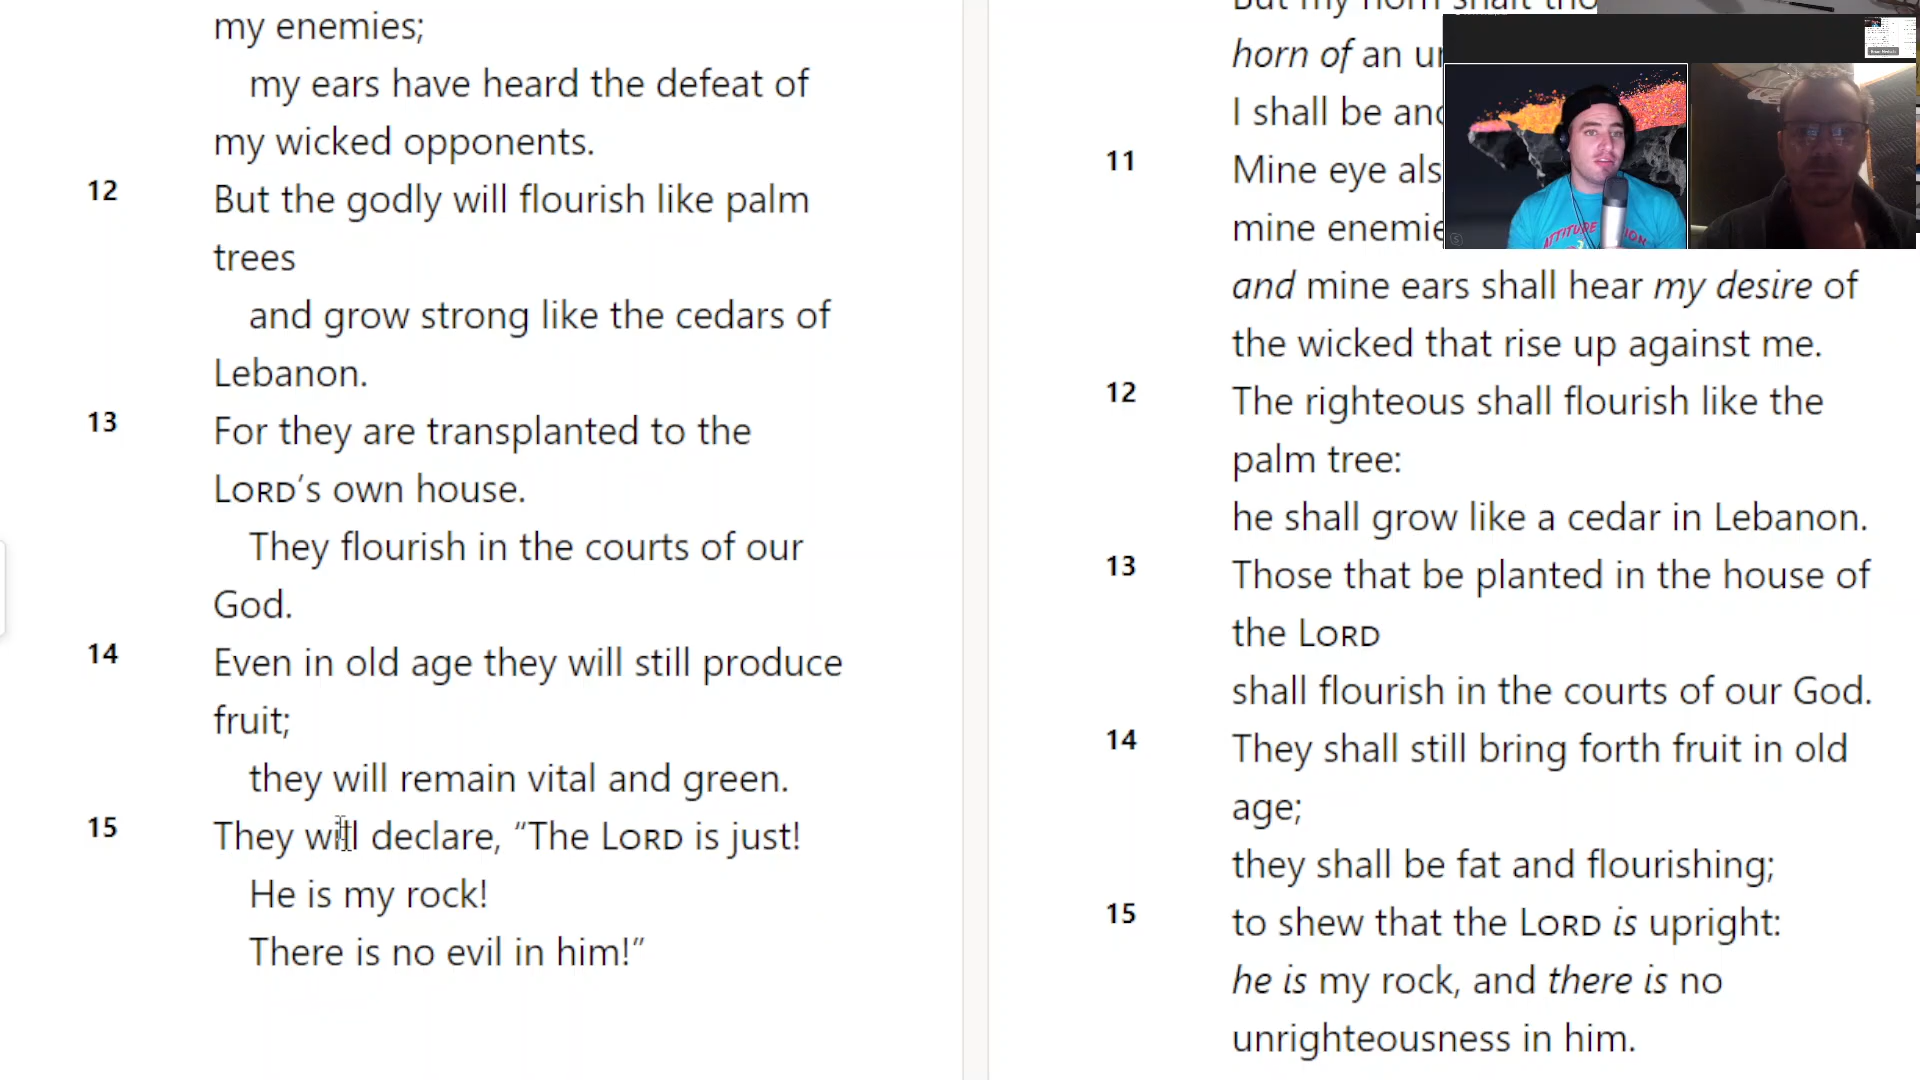 my enemies;
my ears have heard the defeat of
my wicked opponents.
12 But the godly will flourish like palm
trees
and grow strong like the cedars of
Lebanon.
13 For they are transplanted to the
LORD’s own house.
They flourish in the courts of our
God.
14 Even in old age they will still produce
fruit;
they will remain vital and green.
15 They will declare, “The LORD is just!
He is my rock!
There is no evil in him!”
But my horn shalt
horn of an
I shall be
11 Mine eye
mine
and mine ears shall hear my desire of
the wicked that rise up against me.
12 The righteous shall flourish like the
palm tree:
he shall grow like a cedar in Lebanon.
13 Those that be planted in the house of
the LORD
shall flourish in the courts of our God.
14 They shall still bring forth fruit in old
age;
they shall be fat and flourishing;
15 to shew that the LORD is upright:
he is my rock, and there is no
unrighteousness in him.
ATTITUDE